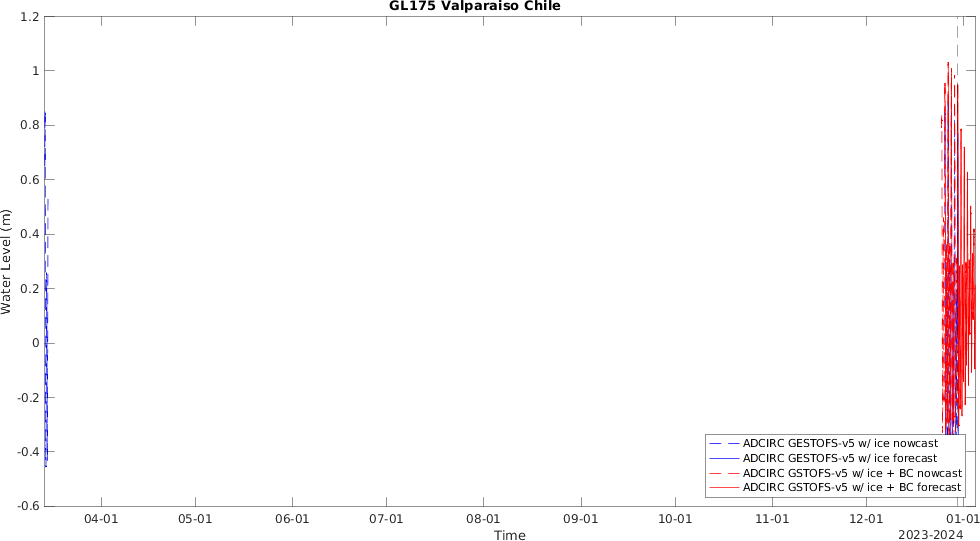 GL175 Valparaiso Chile
1.2
1
0.8
0.6
0.4
0.2
0
-0.2
-0.4
-0.6
Water Level (m)
ADCIRC GESTOFS-v5 w/ ice nowcast
ADCIRC GESTOFS-v5 w/ ice forecast
ADCIRC GSTOFS-v5 w/ ice + BC nowcast
ADCIRC GSTOFS-v5 w/ ice + BC forecast
04-01 05-01 06-01 07-01 08-01 09-01 10-01 11-01 12-01 01-01
Time
2023-2024